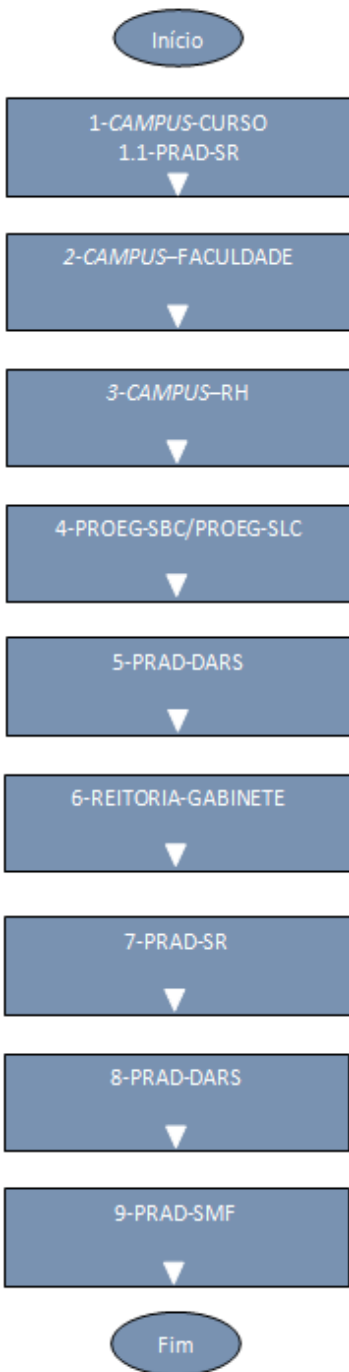 Início
1-CAMPUS-CURSO
1.1-PRAD-SR
2-CAMPUS–FACULDADE
3-CAMPUS–RH
4-PROEG-SBC/PROEG-SLC
5-PRAD-DARS
6-REITORIA-GABINETE
7-PRAD-SR
8-PRAD-DARS
9-PRAD-SMF
Fim